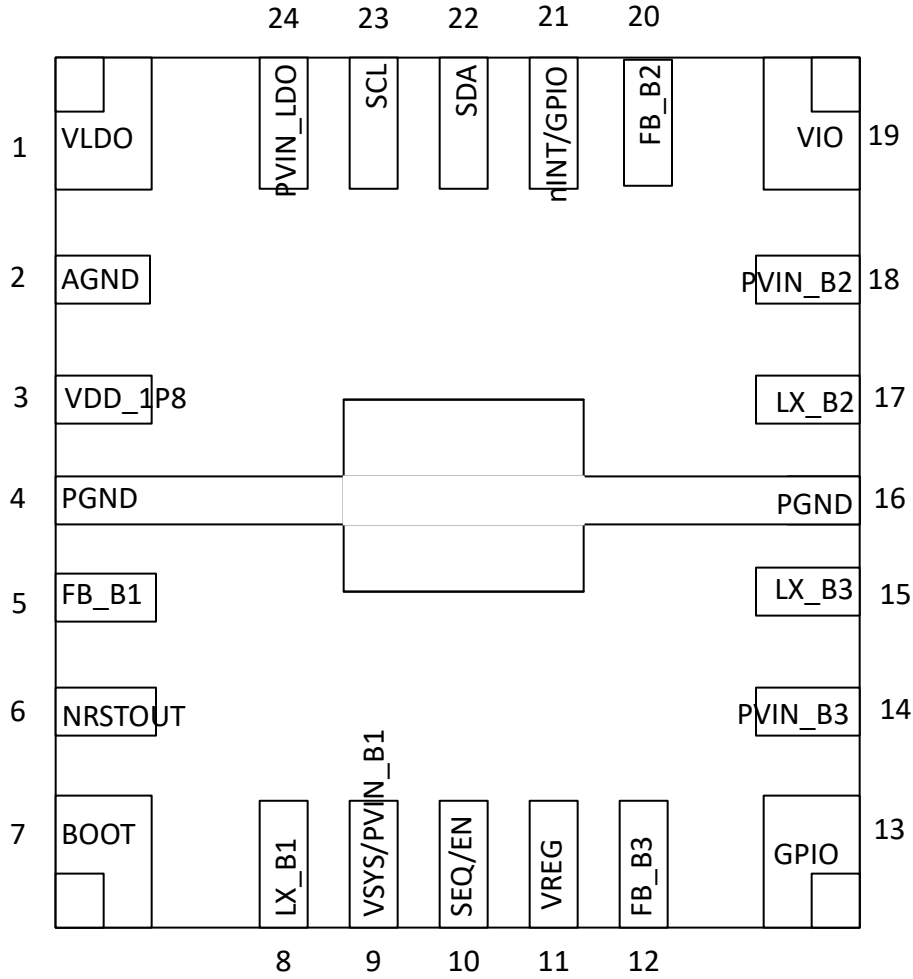 24 23 22 21 20
PVIN_LDO
SCL
SDA
nINT/GPIO
FB_B2
1 VLDO
VIO 19
2 AGND
PVIN_B2 18
3 VDD_1P8
LX_B2 17
4 PGND
PGND 16
5 FB_B1
LX_B3 15
6 NRSTOUT
PVIN_B3 14
7 BOOT
GPIO 13
LX_B1
VSYS/PVIN_B1
SEQ/EN
VREG
FB_B3
8 9 10 11 12